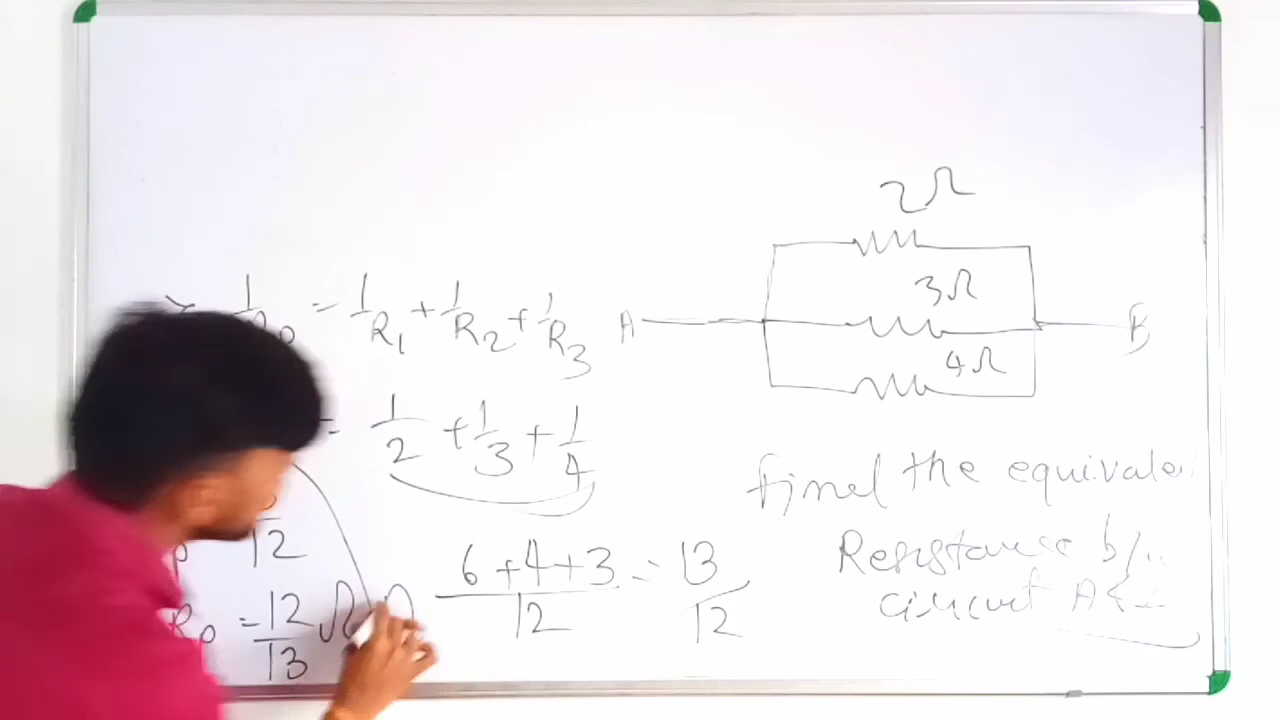 1/Rp = 1/R1 + 1/R2 + 1/R3
= 1/2 + 1/3 + 1/4
6+4+3/12 = 13/12
12
Rp = 12/13 Ω
2Ω
3Ω
4Ω
A
B
find the equivale
Resistance b/
circuit A